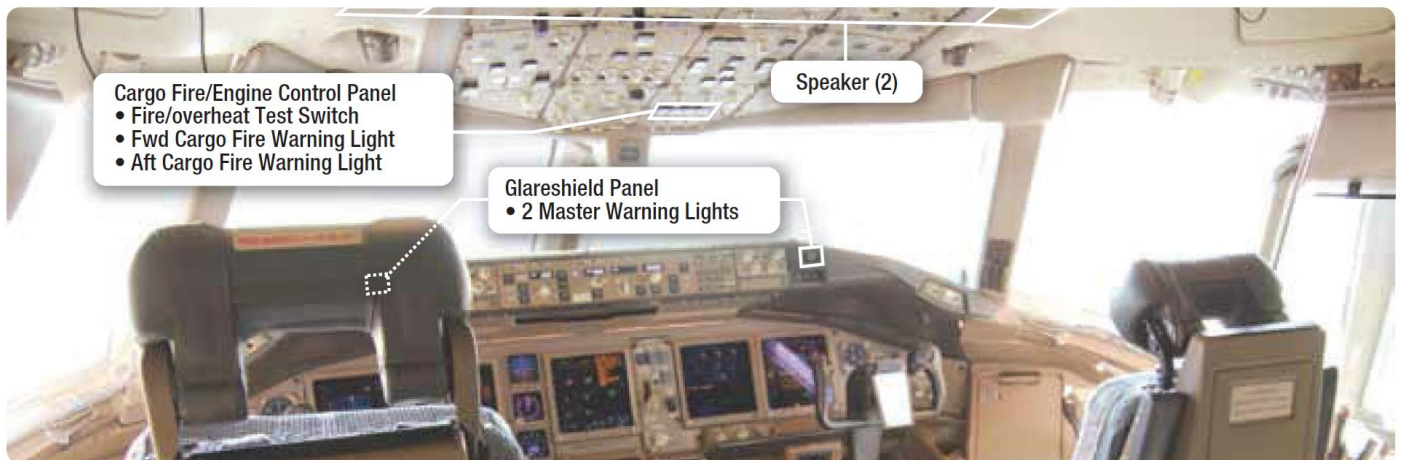 Cargo Fire/Engine Control Panel
• Fire/overheat Test Switch
• Fwd Cargo Fire Warning Light
• Aft Cargo Fire Warning Light
Speaker (2)
Glareshield Panel
• 2 Master Warning Lights